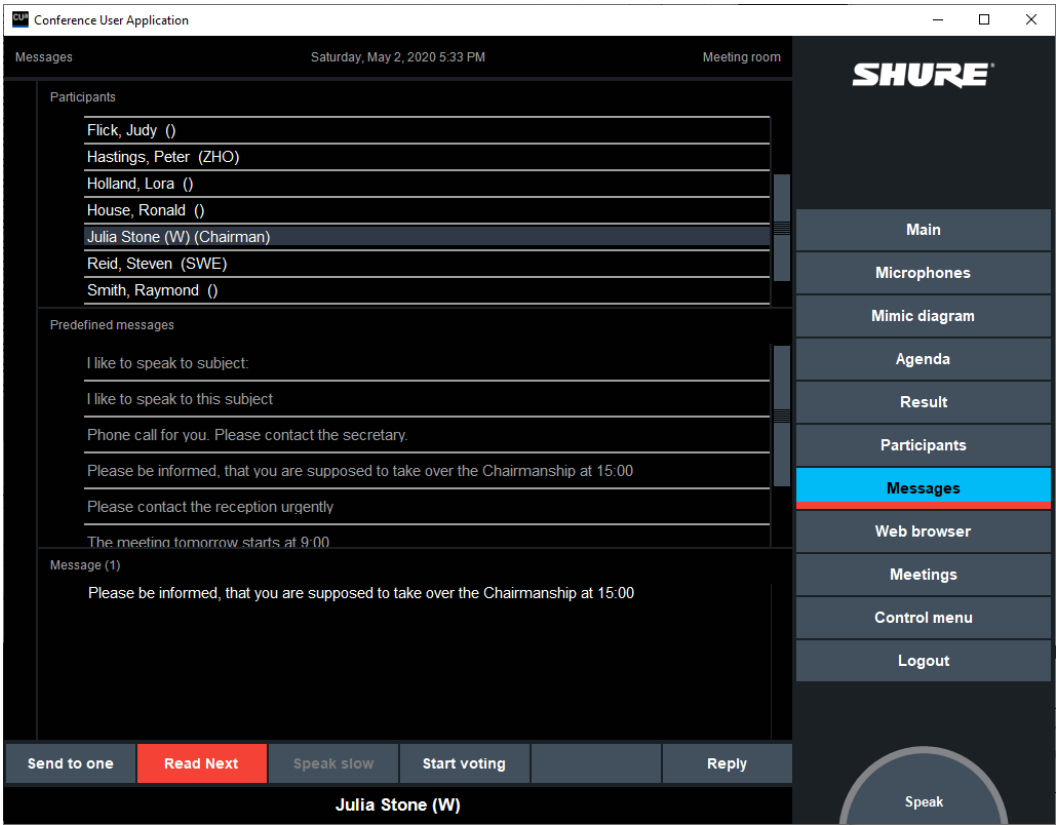 CUA Conference User Application
Messages Saturday, May 2, 2020 5:33 PM Meeting room
SHURE
Participants
Flick, Judy ()
Hastings, Peter (ZHO)
Holland, Lora ()
House, Ronald ()
Julia Stone (W) (Chairman)
Reid, Steven (SWE)
Smith, Raymond ()
Predefined messages
I like to speak to subject:
I like to speak to this subject
Phone call for you. Please contact the secretary.
Please be informed, that you are supposed to take over the Chairmanship at 15:00
Please contact the reception urgently
The meeting tomorrow starts at 9:00
Message (1)
Please be informed, that you are supposed to take over the Chairmanship at 15:00
Send to one Read Next Speak slow Start voting Reply
Julia Stone (W)
Main
Microphones
Mimic diagram
Agenda
Result
Participants
Messages
Web browser
Meetings
Control menu
Logout
Speak